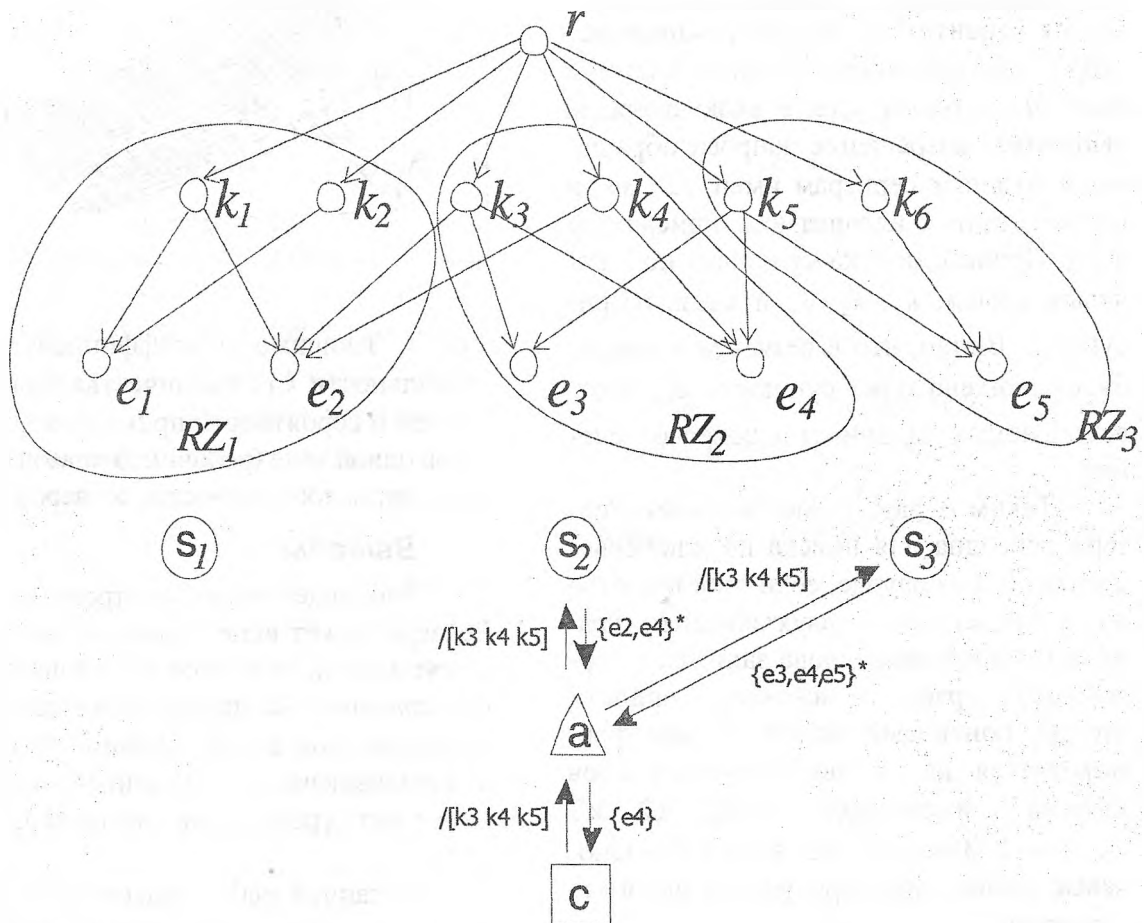 r
k1 k2 k3 k4 k5 k6
e1 e2 e3 e4 e5
RZ1 RZ2 RZ3
S1 S2 S3
/[k3 k4 k5]
/[k3 k4 k5] {e2,e4}*
{e3,e4,e5}*
a
/[k3 k4 k5] {e4}
c